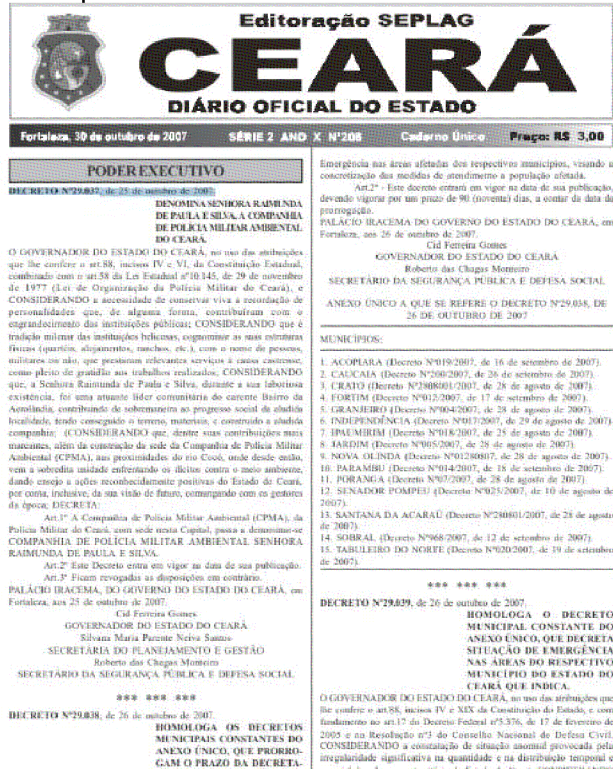 Editoração SEPLAG
CEARÁ
DIÁRIO OFICIAL DO ESTADO
Fortaleza, 30 de outubro de 2007 SÉRIE 2 ANO X Nº206 Caderno Único Preço: R$ 3,00
PODER EXECUTIVO
DECRETO Nº29.037, de 25 de outubro de 2007.
DENOMINA SENHORA RAIMUNDA
DE PAULA E SILVA, A COMPANHIA
DE POLÍCIA MILITAR AMBIENTAL
DO CEARÁ.
O GOVERNADOR DO ESTADO DO CEARÁ, no uso das atribuições
que lhe confere o art.88, incisos IV e VI, da Constituição Estadual,
combinado com o art.58 da Lei Estadual nº10.145, de 29 de novembro
de 1977 (Lei de Organização da Polícia Militar do Ceará), e
CONSIDERANDO a necessidade de conservar viva a recordação de
personalidades que, de alguma forma, contribuíram com o
engrandecimento das instituições públicas; CONSIDERANDO que é
tradição militar das instituições belicosas, cognominar as suas estruturas
físicas (quartéis, alojamentos, ranchos, etc.), com o nome de pessoas,
militares ou não, que prestaram relevantes serviços à causa castrense,
como pleito de gratidão aos trabalhos realizados; CONSIDERANDO
que, a Senhora Raimunda de Paula e Silva, durante a sua laboriosa
existência, foi uma atuante líder comunitária do carente Bairro da
Aerolândia, contribuindo de sobremaneira ao progresso social da aludida
localidade, tendo conseguido o terreno, materiais, e construído a aludida
companhia; (CONSIDERANDO que, dentre suas contribuições mais
marcantes, além da construção da sede da Companhia de Polícia Militar
Ambiental (CPMA), nas proximidades do rio Cocó, onde desde então,
vem a sobredita unidade enfrentando os ilícitos contra o meio ambiente,
dando ensejo a ações reconhecidamente positivas do Estado do Ceará,
por conta, inclusive, da sua visão de futuro, comungando com os gestores
da época; DECRETA:
Art.1º A Companhia de Polícia Militar Ambiental (CPMA), da
Polícia Militar do Ceará, com sede nesta Capital, passa a denominar-se
COMPANHIA DE POLÍCIA MILITAR AMBIENTAL SENHORA
RAIMUNDA DE PAULA E SILVA.
Art.2º Este Decreto entra em vigor na data de sua publicação.
Art.3º Ficam revogadas as disposições em contrário.
PALÁCIO IRACEMA, DO GOVERNO DO ESTADO DO CEARÁ, em
Fortaleza, aos 25 de outubro de 2007.
Cid Ferreira Gomes
GOVERNADOR DO ESTADO DO CEARÁ
Silvana Maria Parente Neiva Santos
SECRETÁRIA DO PLANEJAMENTO E GESTÃO
Roberto das Chagas Monteiro
SECRETÁRIO DA SEGURANÇA PÚBLICA E DEFESA SOCIAL
*** *** ***
DECRETO Nº29.038, de 26 de outubro de 2007.
HOMOLOGA OS DECRETOS
MUNICIPAIS CONSTANTES DO
ANEXO ÚNICO, QUE PRORRO-
GAM O PRAZO DA DECRETA-
Emergência nas áreas afetadas dos respectivos municípios, visando a
concretização das medidas de atendimento a população afetada.
Art.2º - Este decreto entrará em vigor na data de sua publicação,
devendo vigorar por um prazo de 90 (noventa) dias, a contar da data da
prorrogação.
PALÁCIO IRACEMA DO GOVERNO DO ESTADO DO CEARÁ, em
Fortaleza, aos 26 de outubro de 2007.
Cid Ferreira Gomes
GOVERNADOR DO ESTADO DO CEARÁ
Roberto das Chagas Monteiro
SECRETÁRIO DA SEGURANÇA PÚBLICA E DEFESA SOCIAL
ANEXO ÚNICO A QUE SE REFERE O DECRETO Nº29.038, DE
26 DE OUTUBRO DE 2007
MUNICÍPIOS:
1. ACOPIARA (Decreto Nº019/2007, de 16 de setembro de 2007).
2. CAUCAIA (Decreto Nº200/2007, de 26 de setembro de 2007).
3. CRATO (Decreto Nº2808001/2007, de 28 de agosto de 2007).
4. FORTIM (Decreto Nº012/2007, de 17 de setembro de 2007).
5. GRANJEIRO (Decreto Nº004/2007, de 28 de agosto de 2007).
6. INDEPENDÊNCIA (Decreto Nº017/2007, de 29 de agosto de 2007).
7. IPAUMIRIM (Decreto Nº018/2007, de 25 de agosto de 2007).
8. JARDIM (Decreto Nº005/2007, de 28 de agosto de 2007).
9. NOVA OLINDA (Decreto Nº01280807, de 28 de agosto de 2007).
10. PARAMBU (Decreto Nº014/2007, de 18 de setembro de 2007).
11. PORANGA (Decreto Nº07/2007, de 28 de agosto de 2007).
12. SENADOR POMPEU (Decreto Nº025/2007, de 10 de agosto de
2007).
13. SANTANA DA ACARAÚ (Decreto Nº280801/2007, de 28 de agosto
de 2007).
14. SOBRAL (Decreto Nº968/2007, de 12 de setembro de 2007).
15. TABULEIRO DO NORTE (Decreto Nº020/2007, de 19 de setembro
de 2007).
*** *** ***
DECRETO Nº29.039, de 26 de outubro de 2007.
HOMOLOGA O DECRETO
MUNICIPAL CONSTANTE DO
ANEXO ÚNICO, QUE DECRETA
SITUAÇÃO DE EMERGÊNCIA
NAS ÁREAS DO RESPECTIVO
MUNICÍPIO DO ESTADO DO
CEARÁ QUE INDICA.
O GOVERNADOR DO ESTADO DO CEARÁ, no uso das atribuições que
lhe confere o art.88, incisos IV e XIX da Constituição do Estado, e com
fundamento no art.17 do Decreto Federal nº5.376, de 17 de fevereiro de
2005 e na Resolução nº3 do Conselho Nacional de Defesa Civil.
CONSIDERANDO a constatação de situação anormal provocada pela
irregularidade significativa na quantidade e na distribuição temporal e